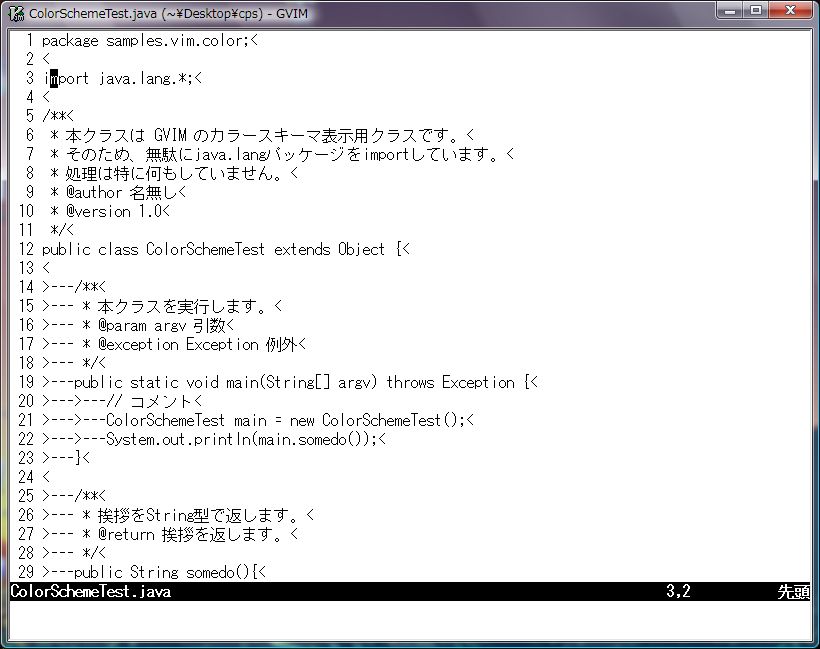 ColorSchemeTest.java (~¥Desktop¥cps) - GVIM
1 package samples.vim.color;<
2 <
3 import java.lang.*;<
4 <
5 /**<
6  * 本クラスは GVIM のカラースキーマ表示用クラスです。<
7  * そのため、無駄にjava.langパッケージをimportしています。<
8  * 処理は特に何もしていません。<
9  * @author 名無し<
10  * @version 1.0<
11  */<
12 public class ColorSchemeTest extends Object {<
13 <
14 >---/**<
15 >--- * 本クラスを実行します。<
16 >--- * @param argv 引数<
17 >--- * @exception Exception 例外<
18 >--- */<
19 >---public static void main(String[] argv) throws Exception {<
20 >--->---// コメント<
21 >--->---ColorSchemeTest main = new ColorSchemeTest();<
22 >--->---System.out.println(main.somedo());<
23 >---}<
24 <
25 >---/**<
26 >--- * 挨拶をString型で返します。<
27 >--- * @return 挨拶を返します。<
28 >--- */<
29 >---public String somedo(){<
ColorSchemeTest.java 3,2 先頭